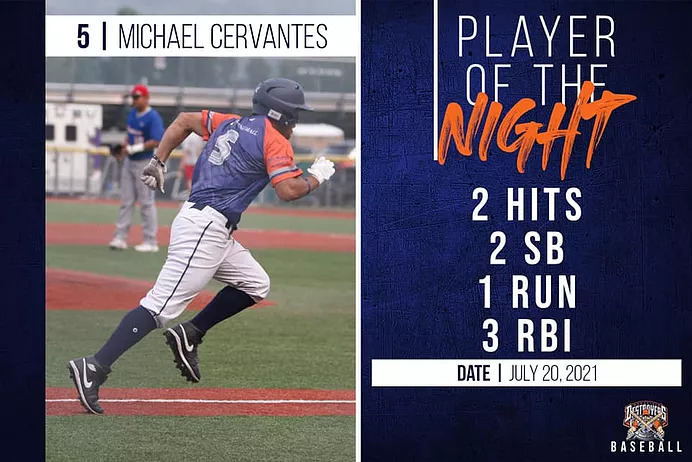 5 | MICHAEL CERVANTES
PLAYER
OF THE
NIGHT
2 HITS
2 SB
1 RUN
3 RBI
DATE | JULY 20, 2021
5
DESTROYERS
BASEBALL